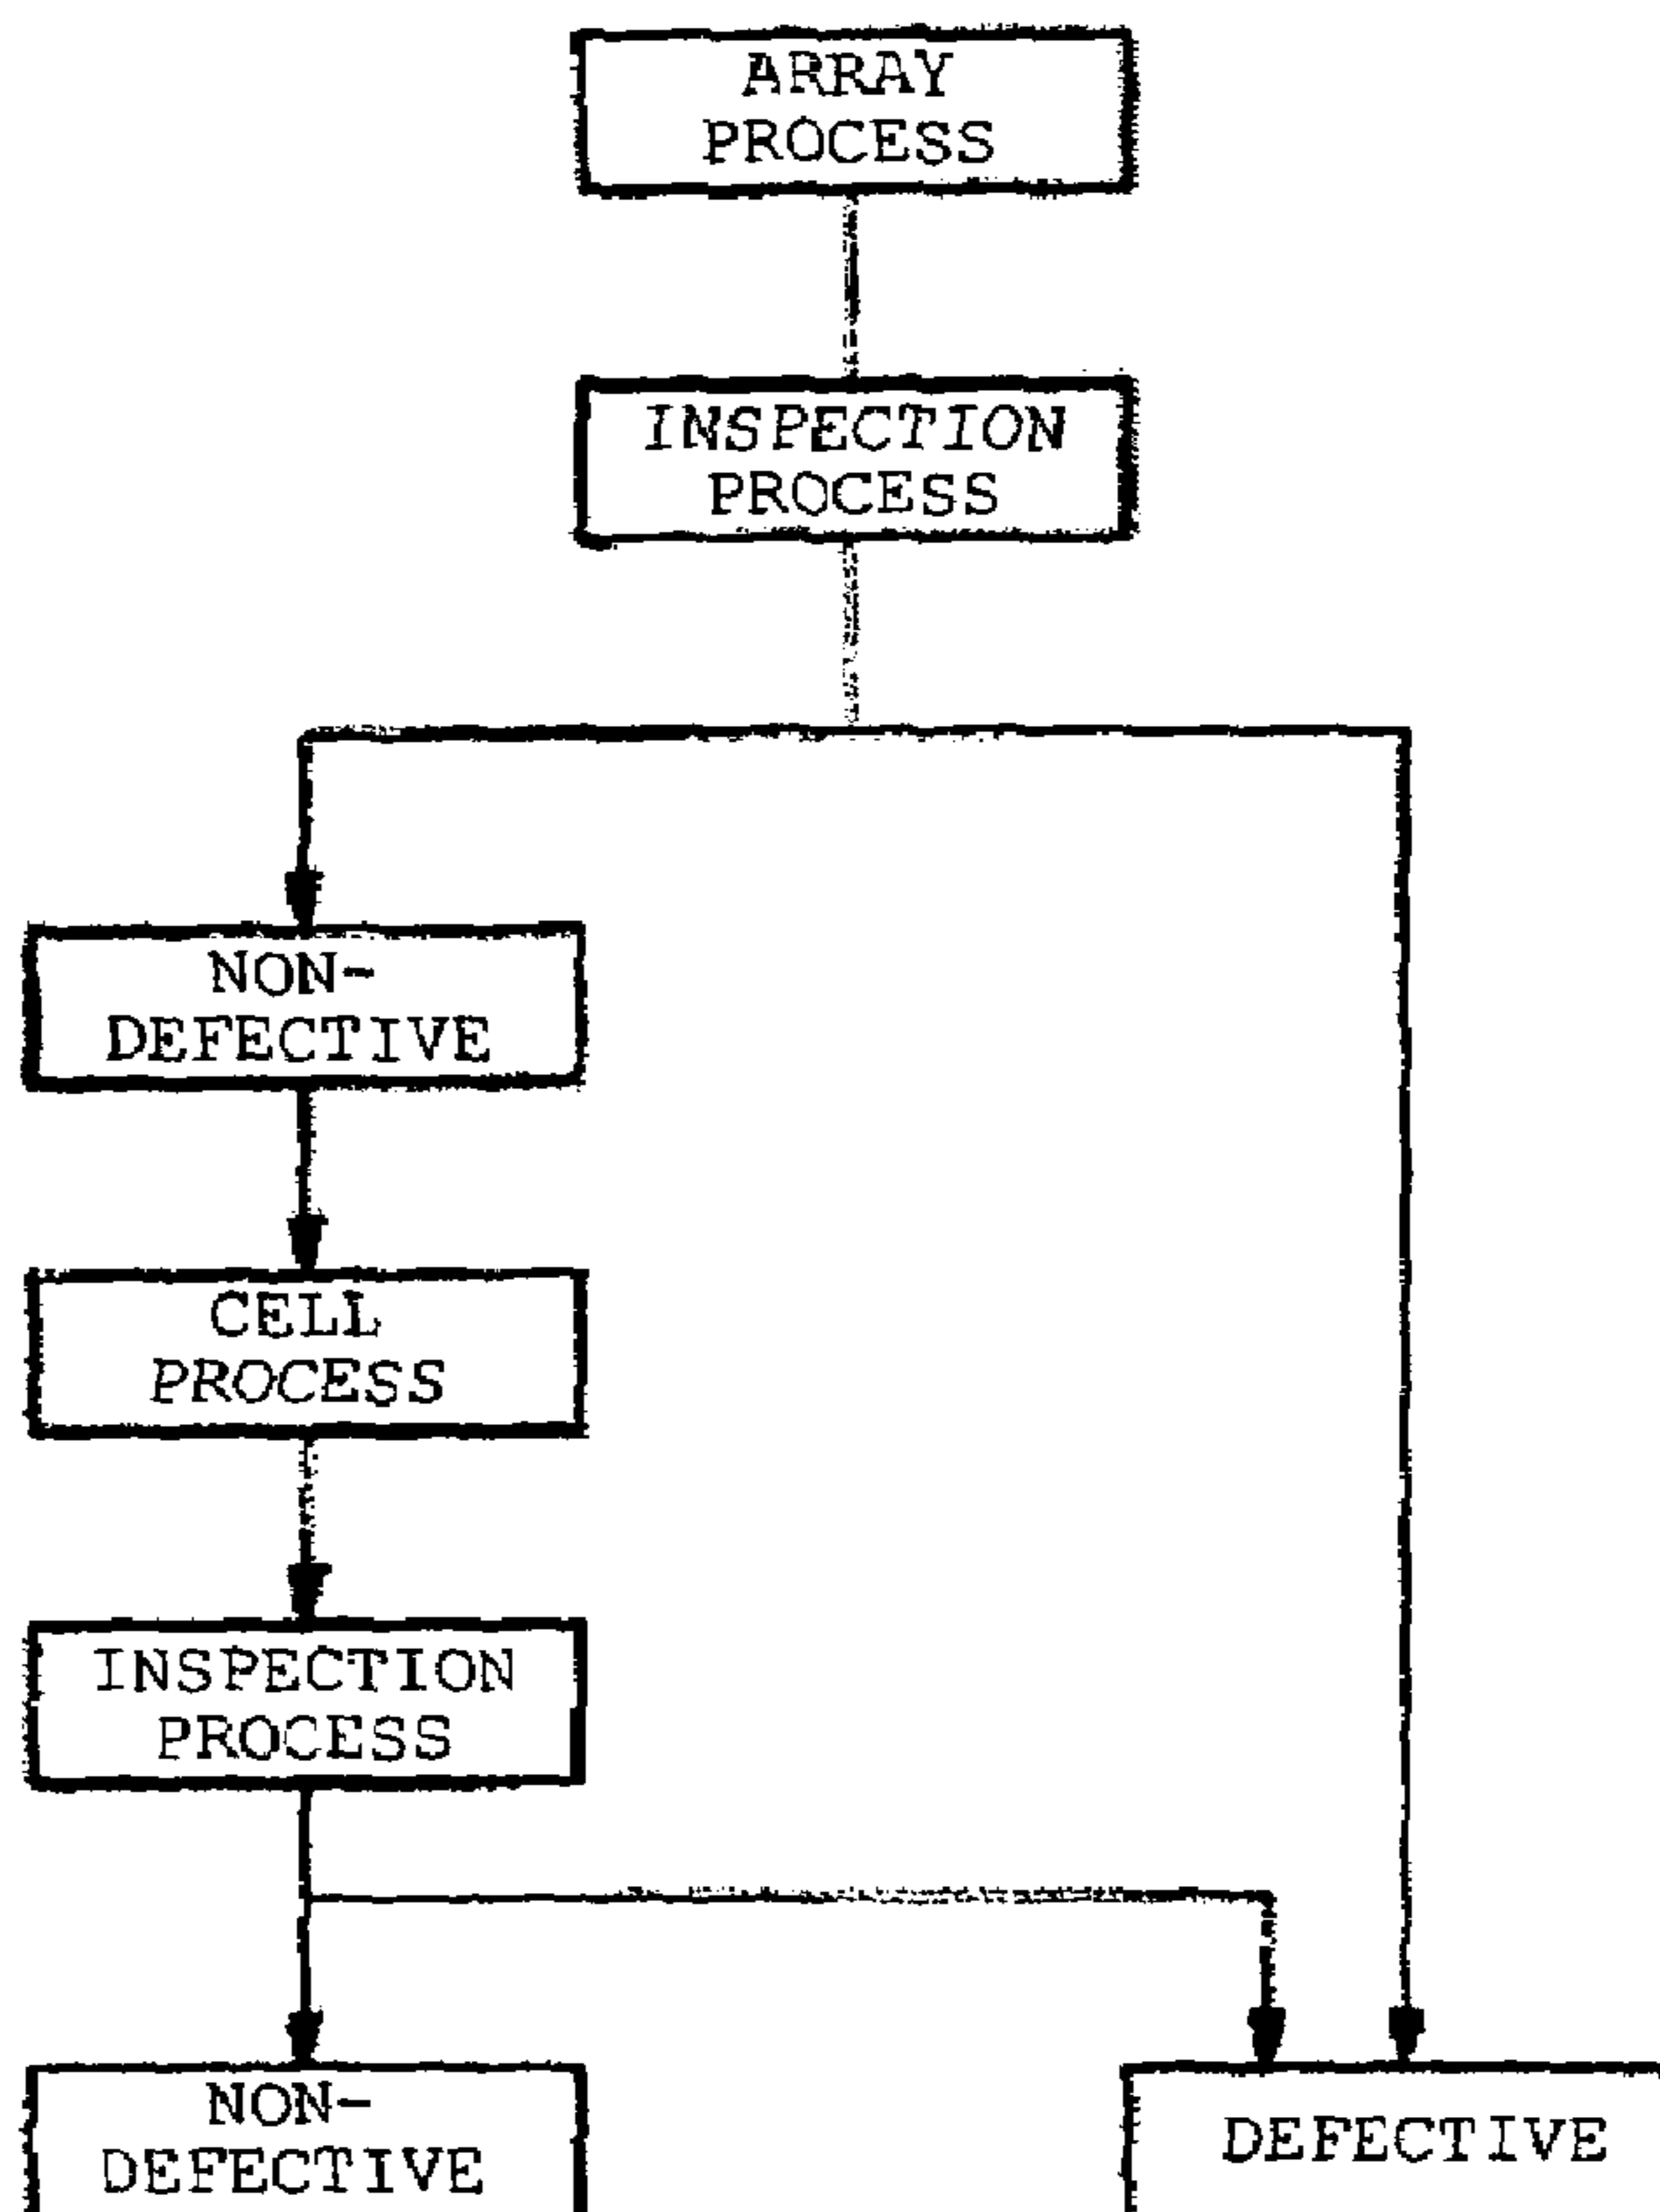 ARRAY
PROCESS
INSPECTION
PROCESS
NON-
DEFECTIVE
CELL
PROCESS
INSPECTION
PROCESS
NON-
DEFECTIVE
DEFECTIVE